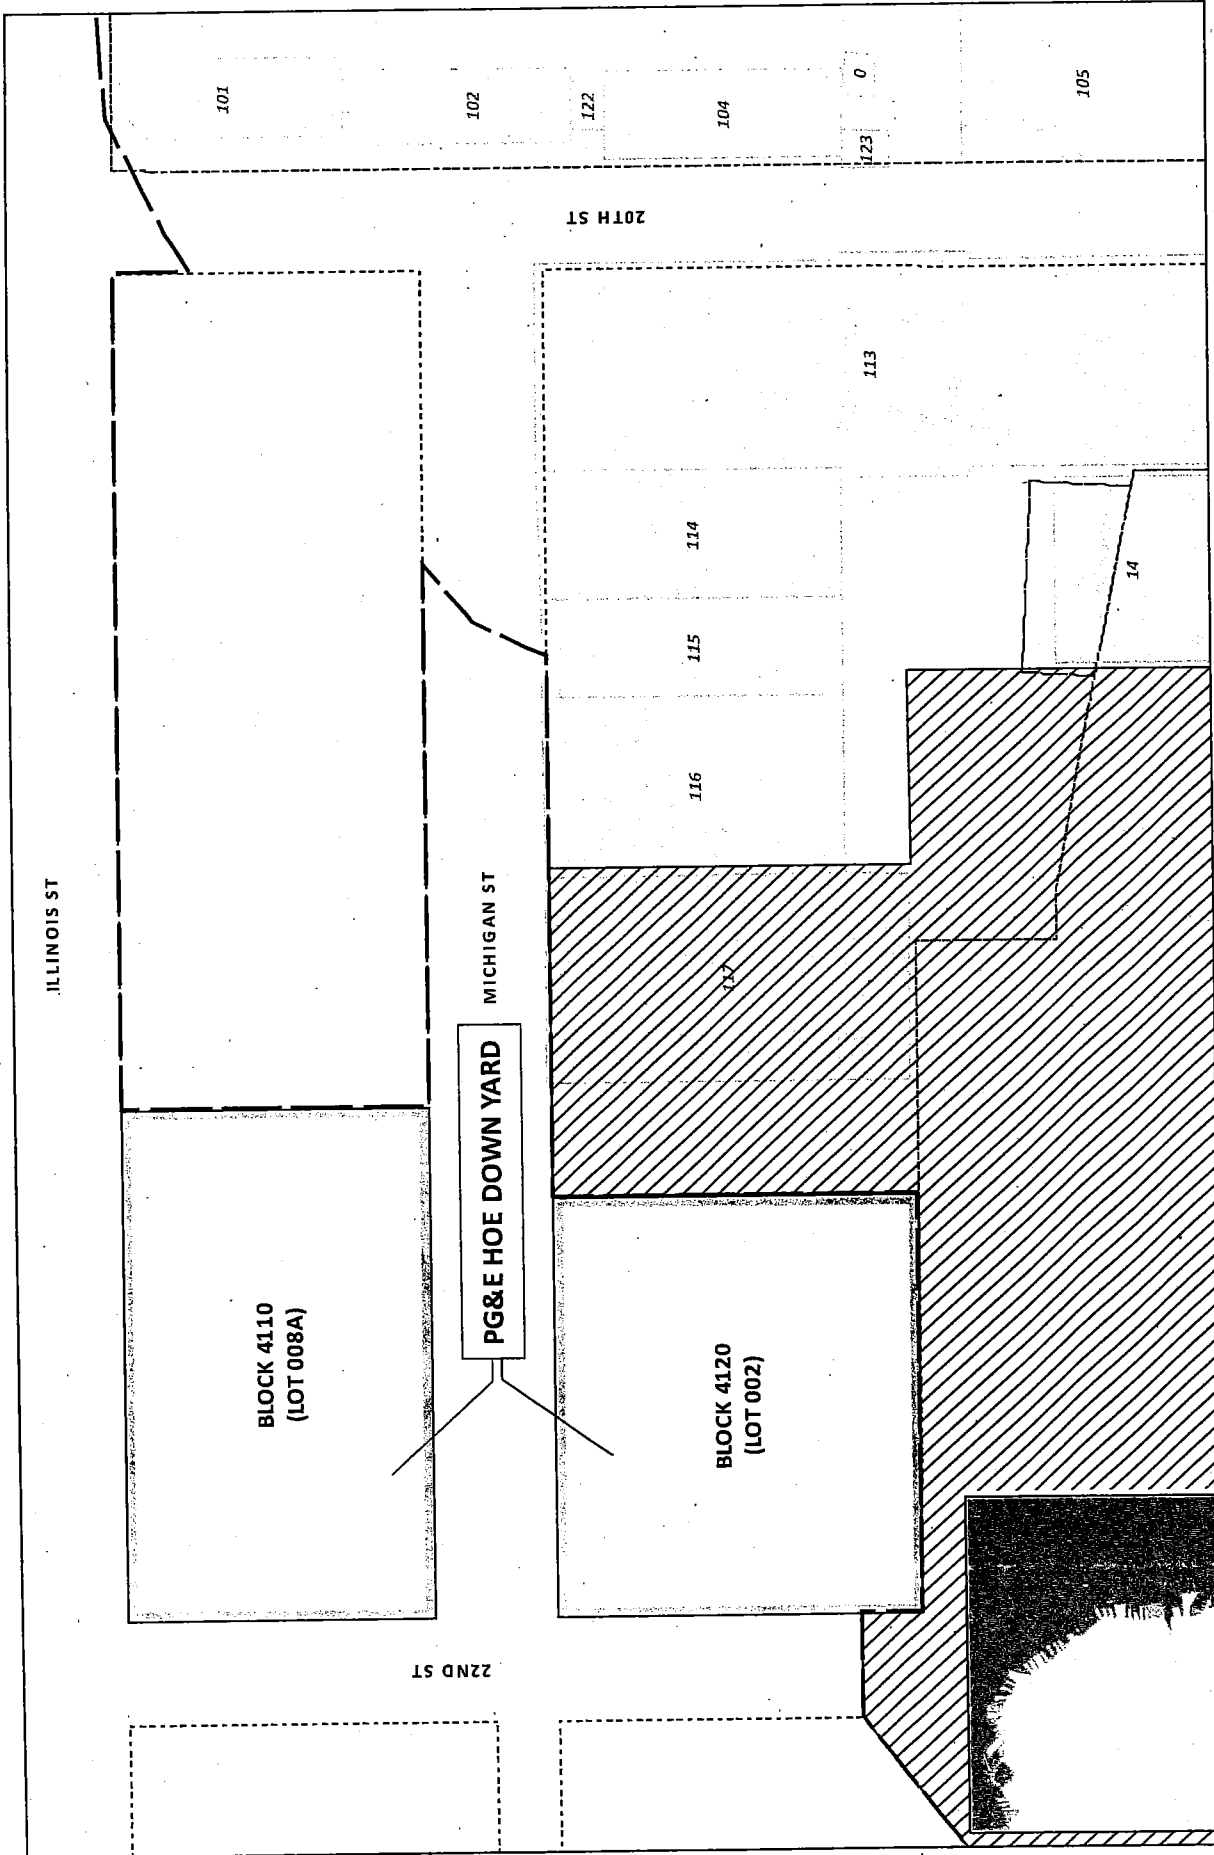 ILLINOIS ST
BLOCK 4110
(LOT 008A)
PG&E HOE DOWN YARD
MICHIGAN ST
BLOCK 4120
(LOT 002)
22ND ST
20TH ST
101
102
122
104
0
123
105
113
114
115
116
117
14